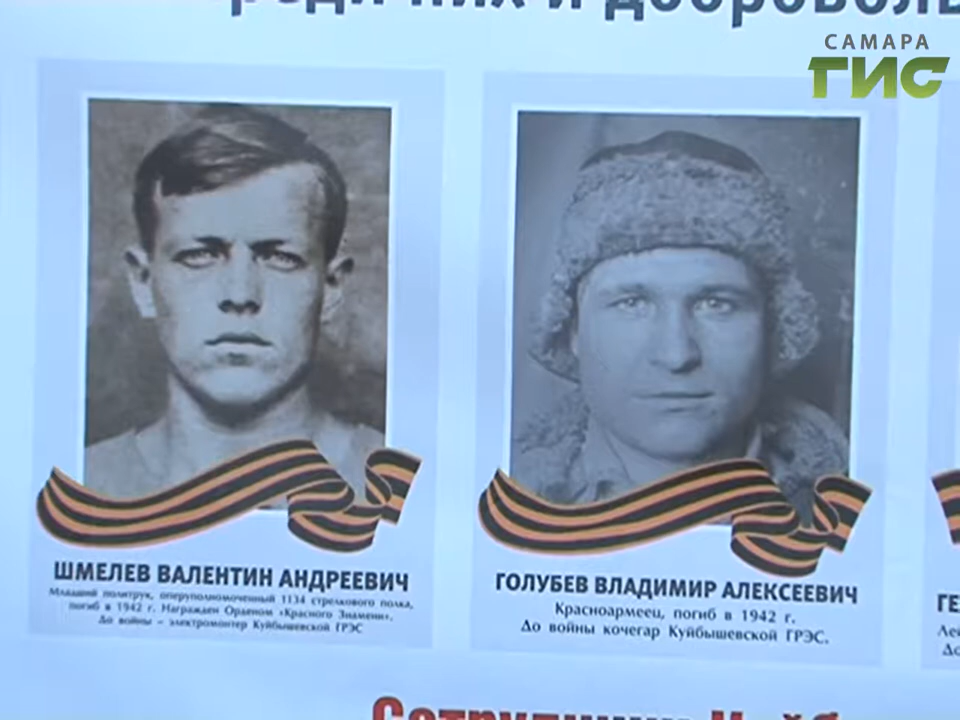 САМАРА
ГИС
ШМЕЛЕВ ВАЛЕНТИН АНДРЕЕВИЧ
Младший политрук, оперуполномоченный 1134 стрелкового полка,
погиб в 1942 г. Награжден Орденом «Красного Знамени».
До войны – электромонтер Куйбышевской ГРЭС
ГОЛУБЕВ ВЛАДИМИР АЛЕКСЕЕВИЧ
Красноармеец, погиб в 1942 г.
До войны кочегар Куйбышевской ГРЭС.